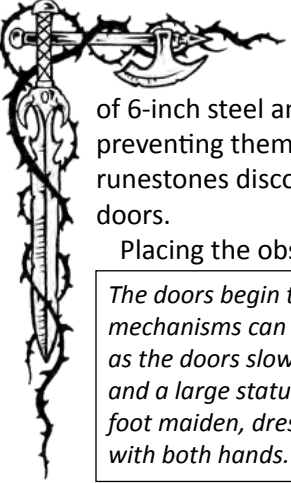 of 6-inch steel an
preventing them
runestones disco
doors.
Placing the obs
The doors begin t
mechanisms can
as the doors slow
and a large statu
foot maiden, dres
with both hands.